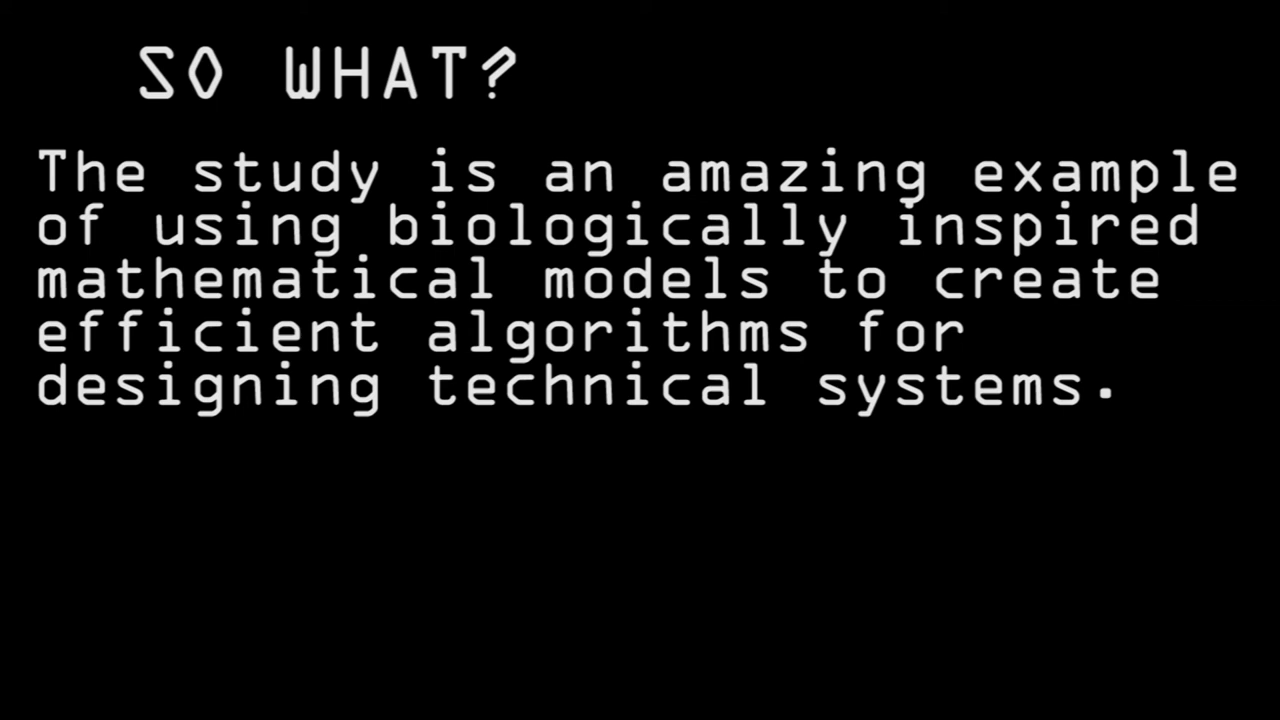 SO WHAT?
The study is an amazing example
of using biologically inspired
mathematical models to create
efficient algorithms for
designing technical systems.